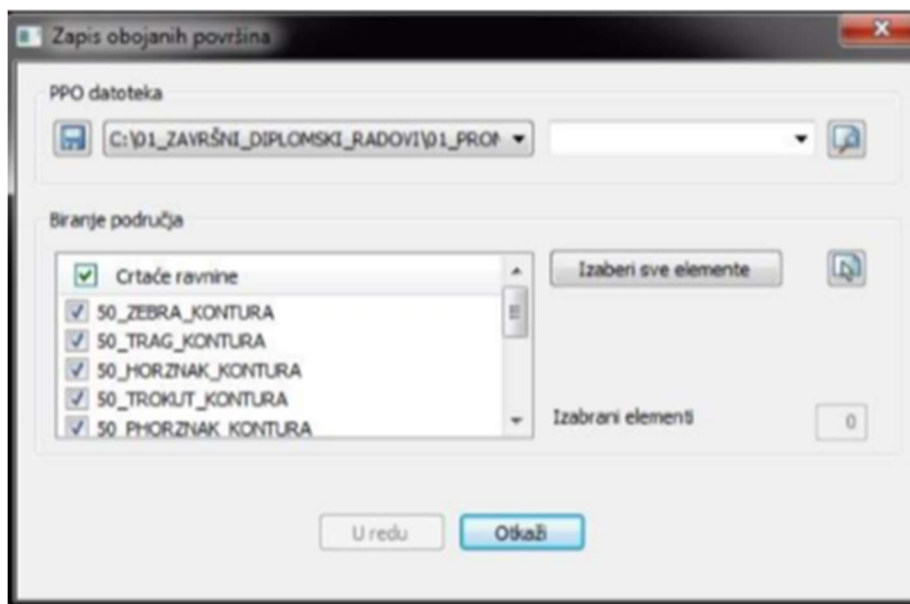 Zapis obojanih površina
PPO datoteka
C:\01_ZAVRŠNI_DIPLOMSKI_RADOVI\01_PROM
Biranje područja
Crtaće ravnine
50_ZEBRA_KONTURA
50_TRAG_KONTURA
50_HORZNAK_KONTURA
50_TROKUT_KONTURA
50_PHORZNAK_KONTURA
Izaberi sve elemente
Izabrani elementi
0
U redu
Otkaži